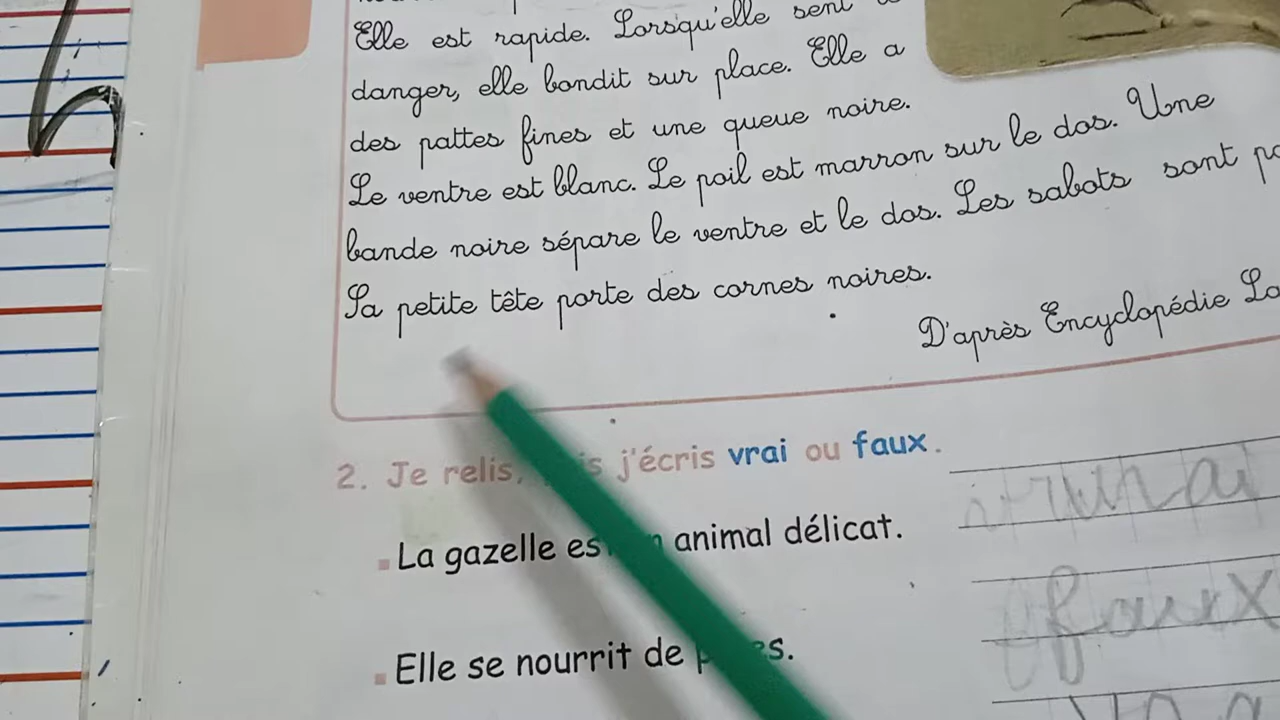 Elle est rapide. Lorsqu'elle sent
danger, elle bondit sur place. Elle a
des pattes fines et une queue noire.
Le ventre est blanc. Le poil est marron sur le dos. Une
bande noire sépare le ventre et le dos. Les sabots sont
Sa petite tête porte des cornes noires.
D'après Encyclopédie
2. Je relis, j'écris vrai ou faux.
La gazelle animal délicat.
faux
Elle se nourrit de